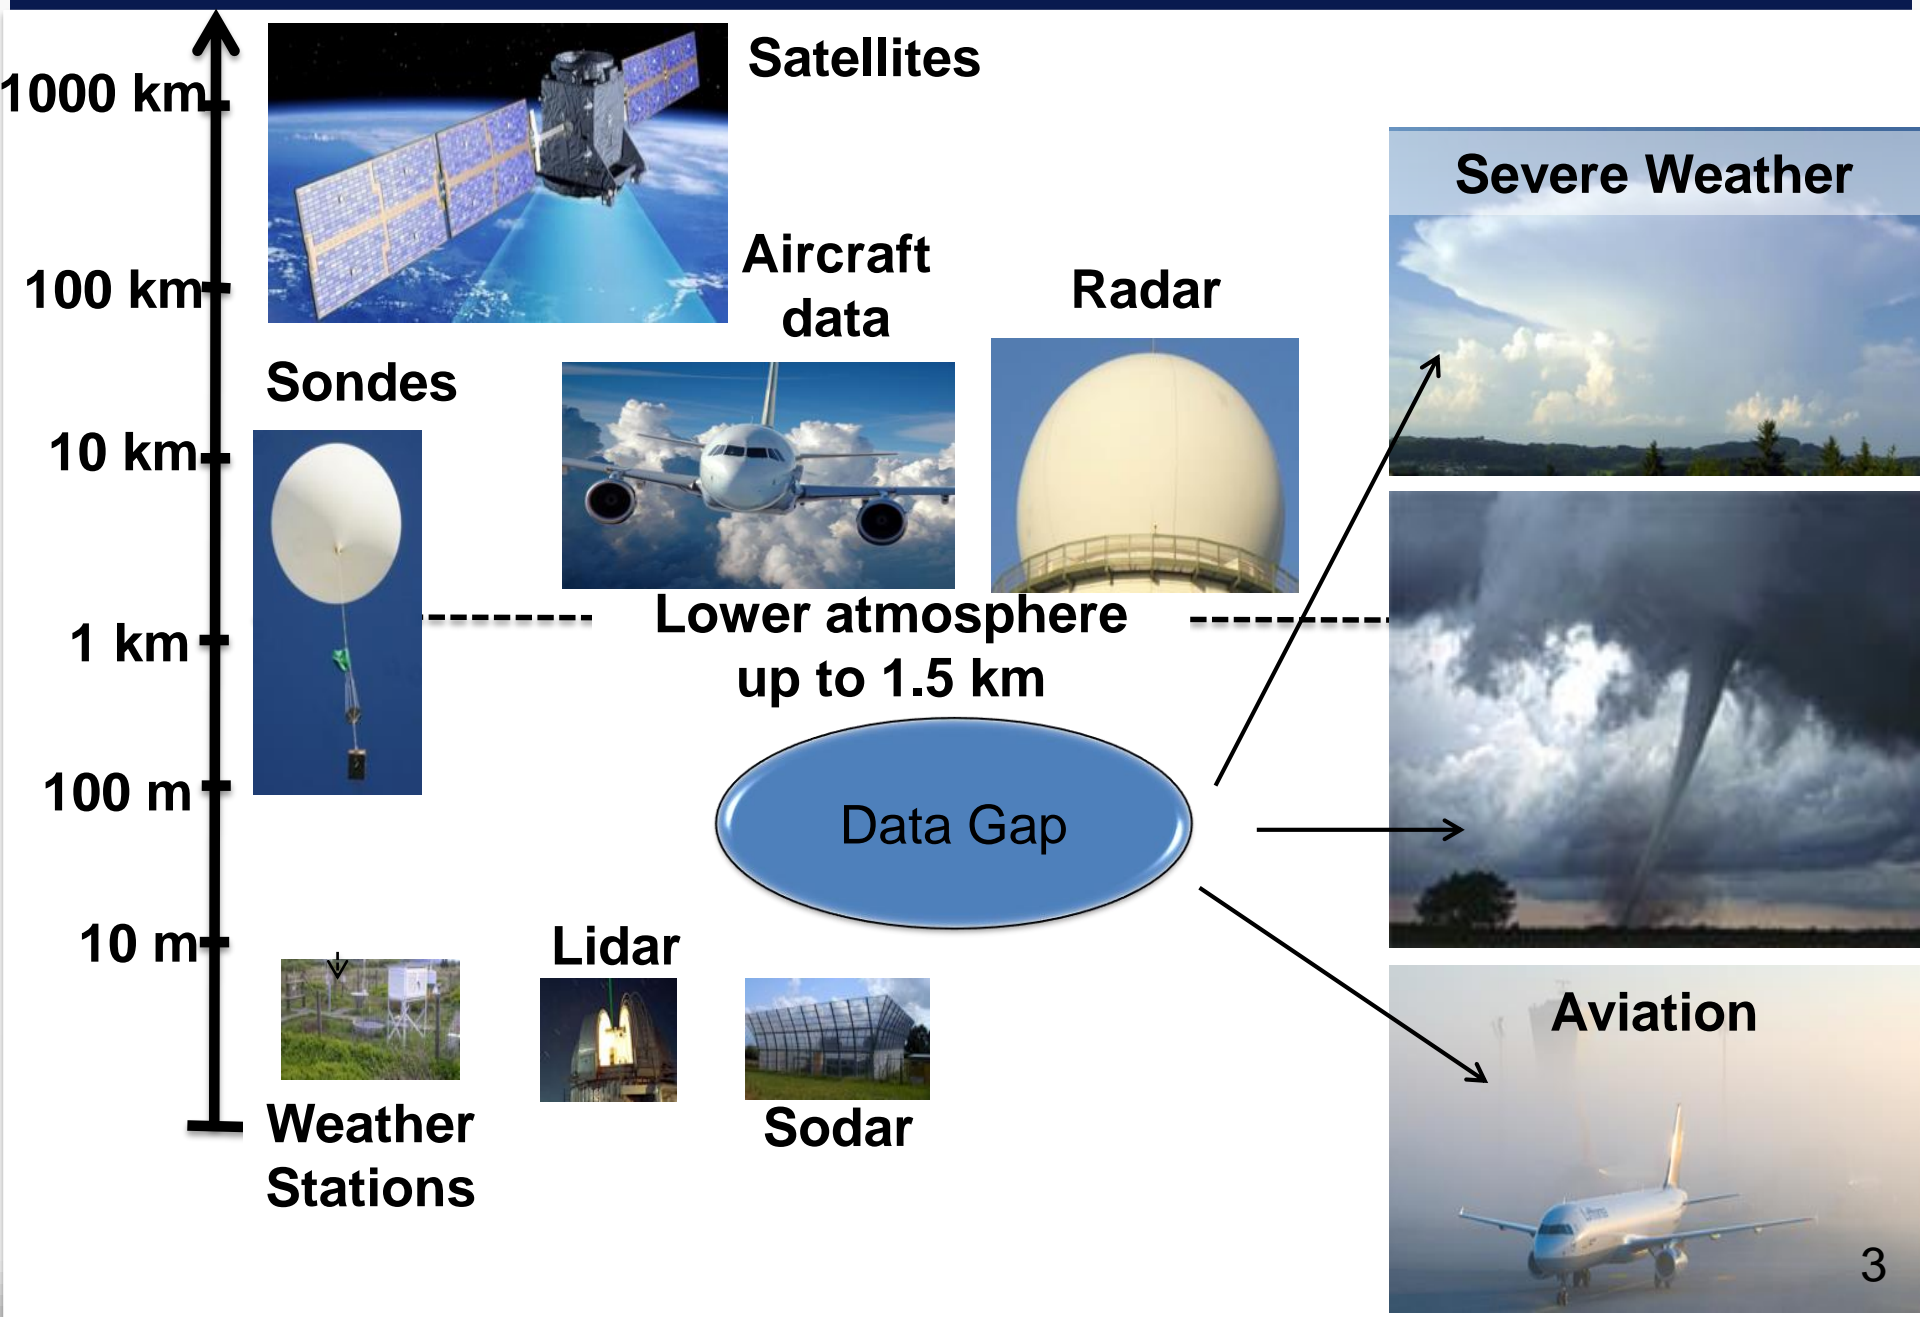 Satellites
1000 km
Severe Weather
Aircraft
data
Radar
100 km
Sondes
10 km
Lower atmosphere
up to 1.5 km
1 km
100 m
Data Gap
10 m
Lidar
Aviation
Weather
Stations
Sodar
Lufthansa
3